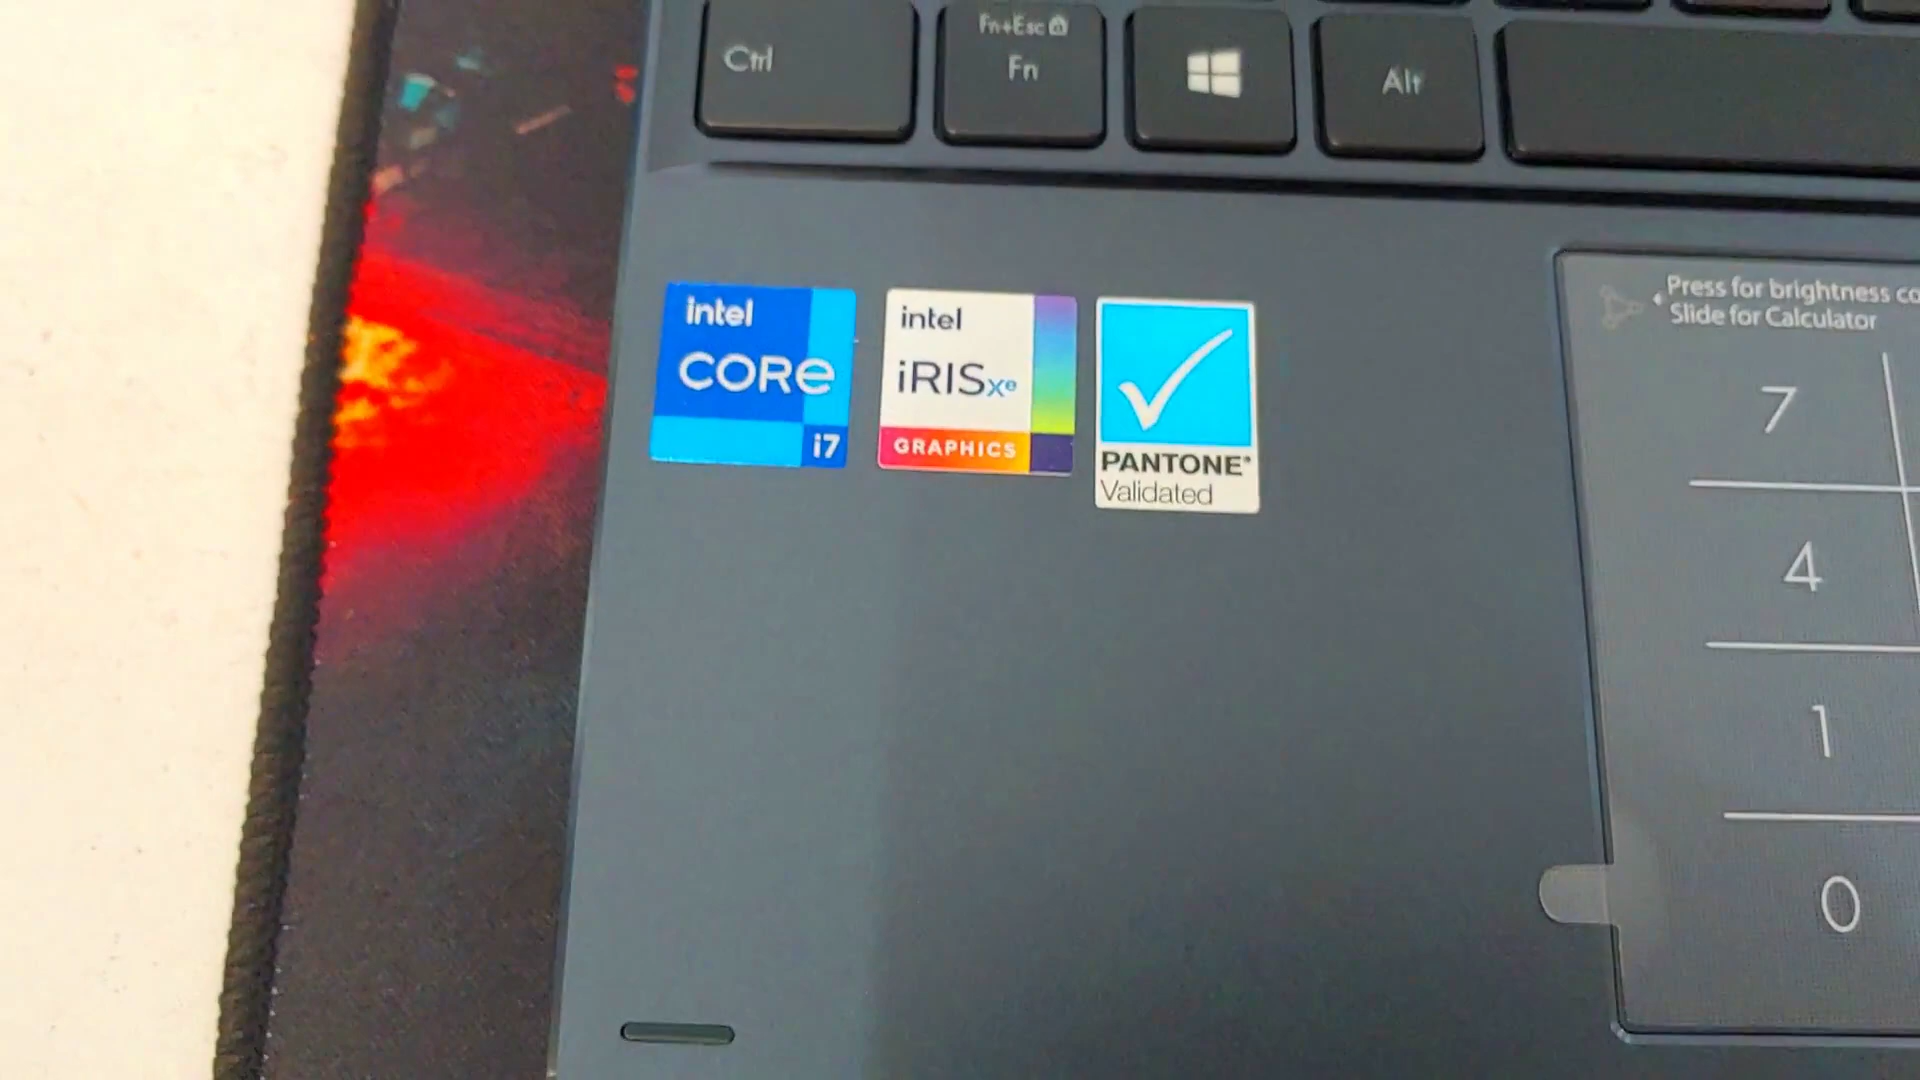 Ctrl
Fn+Esc
Fn
Alt
intel
CORe
i7
intel
iRISxe
GRAPHICS
PANTONE®
Validated
Press for brightness co
Slide for Calculator
7
4
1
0